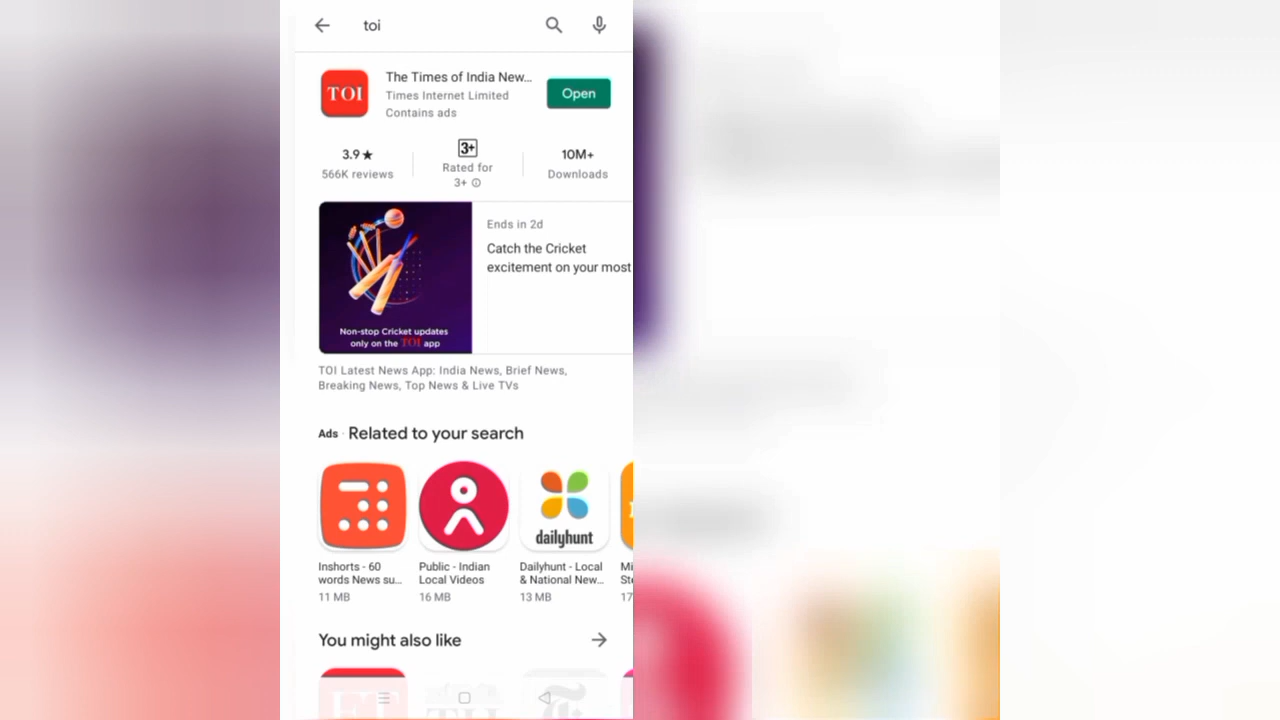 toi
TOI
The Times of India New...
Times Internet Limited
Contains ads
Open
3.9★
566K reviews
3+
Rated for
3+
10M+
Downloads
Non-stop Cricket updates
only on the TOI app
Ends in 2d
Catch the Cricket
excitement on your most
TOI Latest News App: India News, Brief News,
Breaking News, Top News & Live TVs
Ads · Related to your search
dailyhunt
Inshorts - 60
words News su...
11 MB
Public - Indian
Local Videos
16 MB
Dailyhunt - Local
& National New...
13 MB
Mi
Ste
17
You might also like
ET